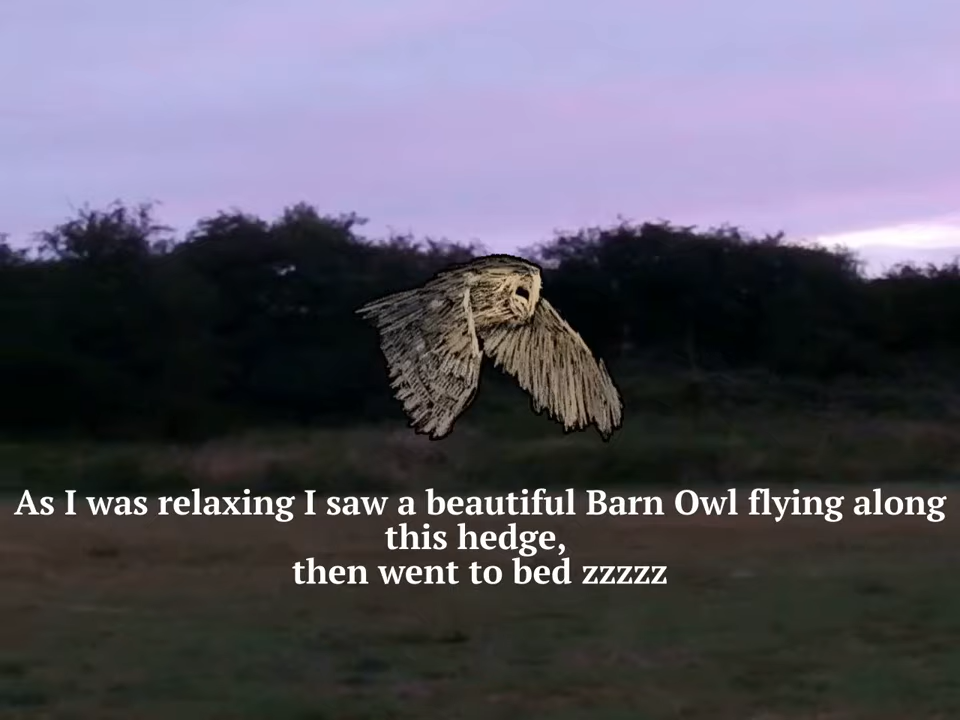 As I was relaxing I saw a beautiful Barn Owl flying along
this hedge,
then went to bed zzzzz